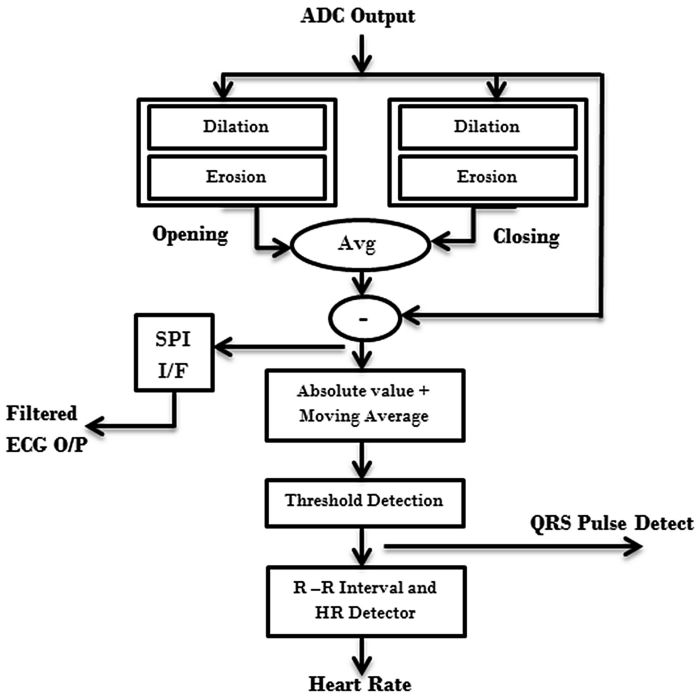 ADC Output
Dilation
Erosion
Dilation
Erosion
Opening
Closing
Avg
-
SPI
I/F
Filtered
ECG O/P
Absolute value +
Moving Average
Threshold Detection
QRS Pulse Detect
R –R Interval and
HR Detector
Heart Rate